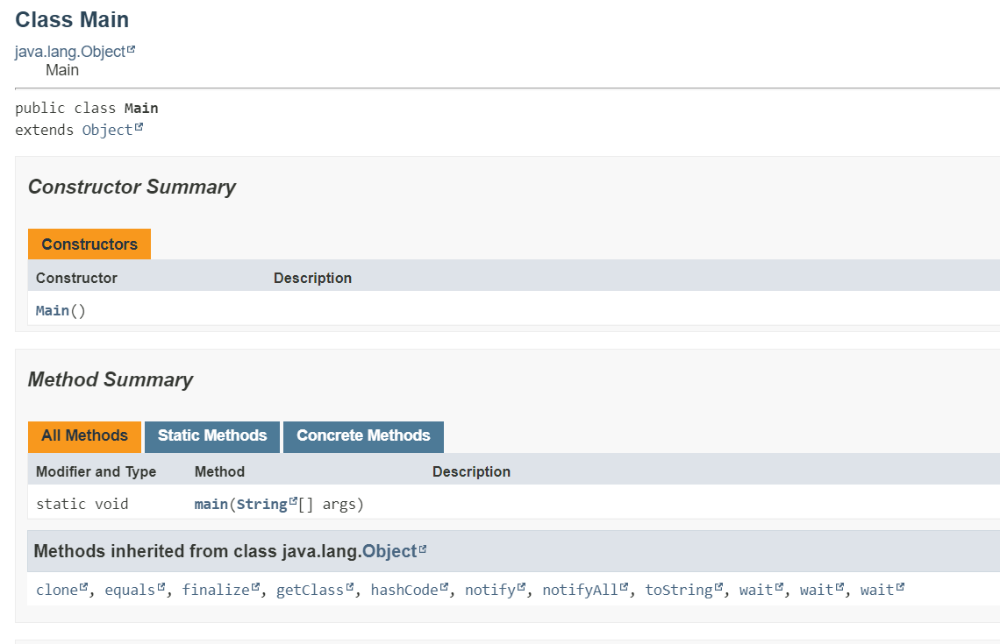 Class Main
java.lang.Object
Main
public class Main
extends Object
Constructor Summary
Constructors
Constructor Description
Main()
Method Summary
All Methods Static Methods Concrete Methods
Modifier and Type Method Description
static void main(String[] args)
Methods inherited from class java.lang.Object
clone, equals, finalize, getClass, hashCode, notify, notifyAll, toString, wait, wait, wait